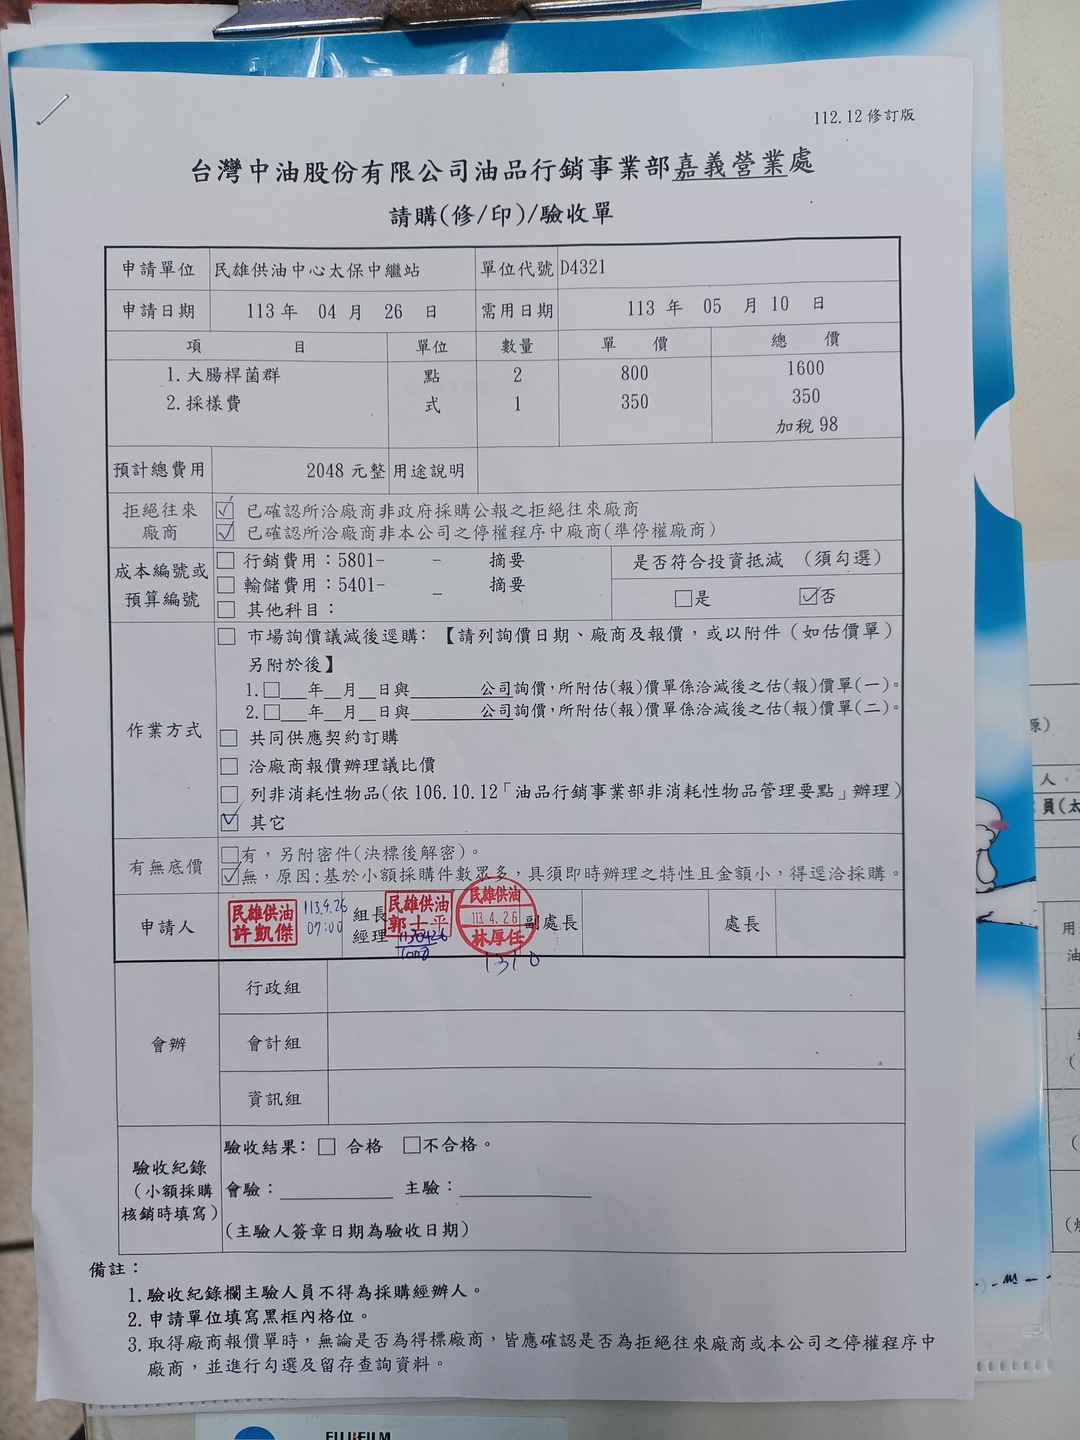 112.12 修訂版
台灣中油股份有限公司油品行銷事業部嘉義營業處
請購(修/印)/驗收單
申請單位 民雄供油中心太保中繼站 單位代號 D4321
申請日期 113 年 04 月 26 日 需用日期 113 年 05 月 10 日
項 目 單位 數量 單 價 總 價
1.大腸桿菌群 點 2 800 1600
2.採樣費 式 1 350 350
加稅 98
預計總費用 2048 元整 用途說明
拒絕往來廠商
已確認所洽廠商非政府採購公報之拒絕往來廠商
已確認所洽廠商非本公司之停權程序中廠商(準停權廠商)
成本編號或預算編號
行銷費用：5801- - 摘要
輸儲費用：5401- - 摘要
其他科目：
是否符合投資抵減 (須勾選)
□是 ☑否
作業方式
□ 市場詢價議減後逕購：【請列詢價日期、廠商及報價，或以附件(如估價單)
另附於後】
1.□___年__月__日與______公司詢價，所附估(報)價單係洽減後之估(報)價單(一)。
2.□___年__月__日與______公司詢價，所附估(報)價單係洽減後之估(報)價單(二)。
□ 共同供應契約訂購
□ 洽廠商報價辦理議比價
□ 列非消耗性物品(依 106.10.12「油品行銷事業部非消耗性物品管理要點」辦理)
☑ 其它
有無底價
□有，另附密件(決標後解密)。
☑無，原因:基於小額採購件數眾多，具須即時辦理之特性且金額小，得逕洽採購。
申請人 民雄供油 許凱傑 113.4.26 07:00
組長 經理 民雄供油 郭士平 1130426
民雄供油 113.4.26 林厚任 1310
副處長 處長
會辦
行政組
會計組
資訊組
驗收紀錄
(小額採購
核銷時填寫)
驗收結果：□ 合格 □不合格。
會驗：__________ 主驗：__________
(主驗人簽章日期為驗收日期)
備註：
1.驗收紀錄欄主驗人員不得為採購經辦人。
2.申請單位填寫黑框內格位。
3.取得廠商報價單時，無論是否為得標廠商，皆應確認是否為拒絕往來廠商或本公司之停權程序中
廠商，並進行勾選及留存查詢資料。
FUJIFILM